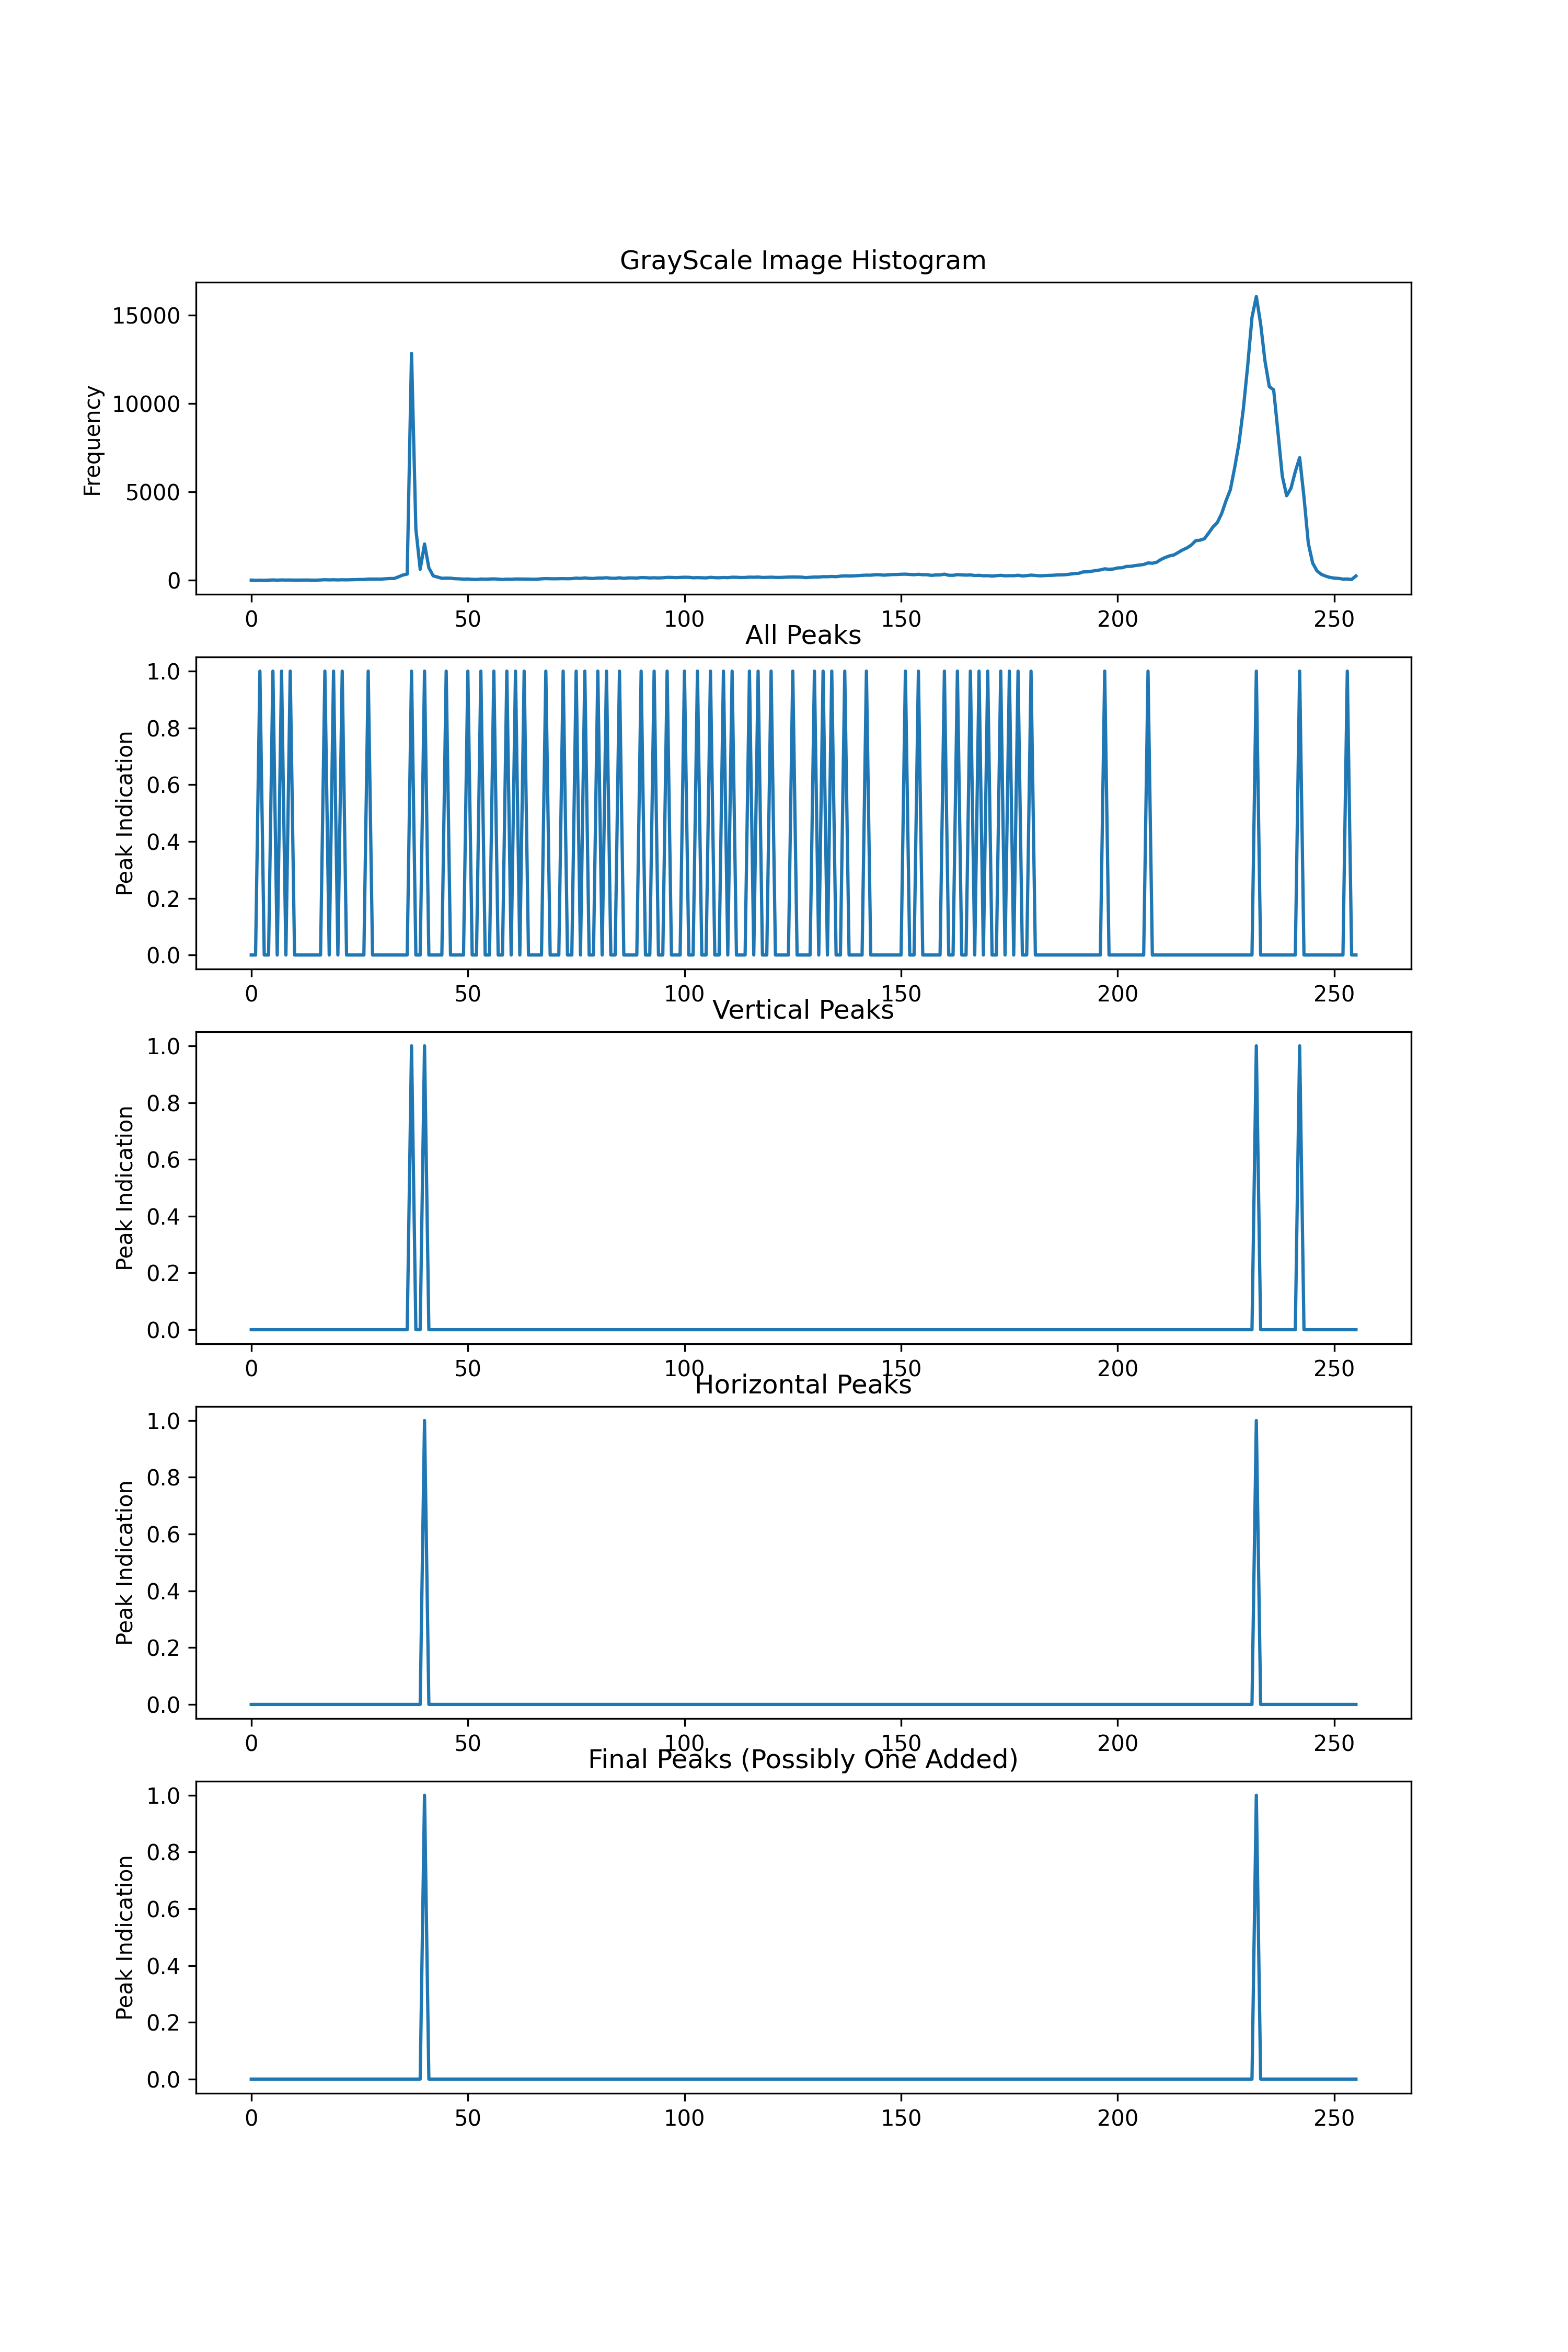 GrayScale Image Histogram
15000
10000
5000
0
Frequency
0 50 100 150 200 250
All Peaks
1.0
0.8
0.6
0.4
0.2
0.0
Peak Indication
0 50 100 150 200 250
Vertical Peaks
1.0
0.8
0.6
0.4
0.2
0.0
Peak Indication
0 50 100 150 200 250
Horizontal Peaks
1.0
0.8
0.6
0.4
0.2
0.0
Peak Indication
0 50 100 150 200 250
Final Peaks (Possibly One Added)
1.0
0.8
0.6
0.4
0.2
0.0
Peak Indication
0 50 100 150 200 250